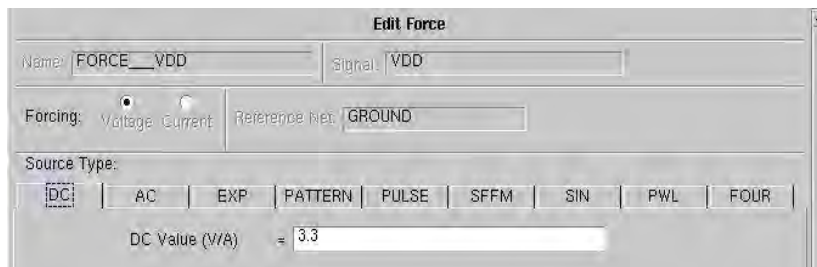 Edit Force
Name: FORCE___VDD Signal: VDD
Forcing: Voltage Current Reference Net: GROUND
Source Type:
DC AC EXP PATTERN PULSE SFFM SIN PWL FOUR
DC Value (V/A) = 3.3